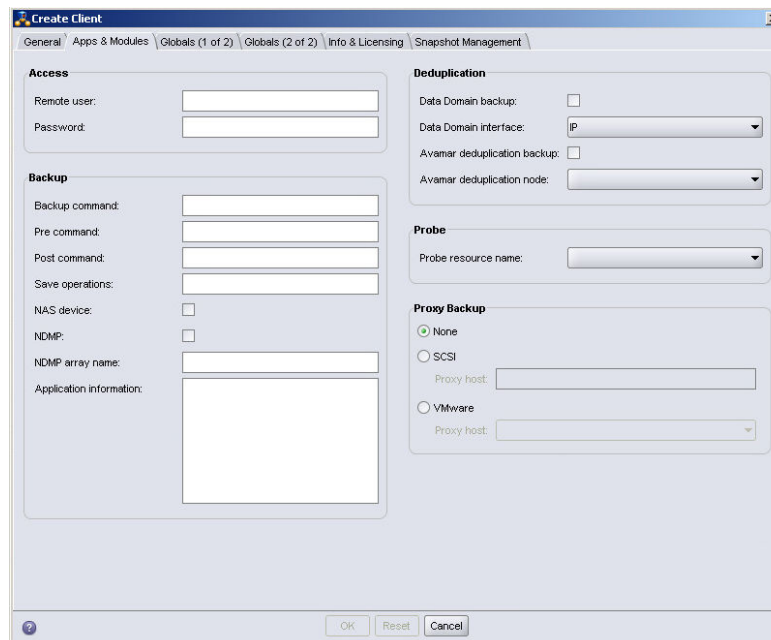 Create Client
General
Apps & Modules
Globals (1 of 2)
Globals (2 of 2)
Info & Licensing
Snapshot Management
Access
Remote user:
Password:
Backup
Backup command:
Pre command:
Post command:
Save operations:
NAS device:
NDMP:
NDMP array name:
Application information:
Deduplication
Data Domain backup:
Data Domain interface:
IP
Avamar deduplication backup:
Avamar deduplication node:
Probe
Probe resource name:
Proxy Backup
None
SCSI
Proxy host:
VMware
Proxy host:
?
OK
Reset
Cancel